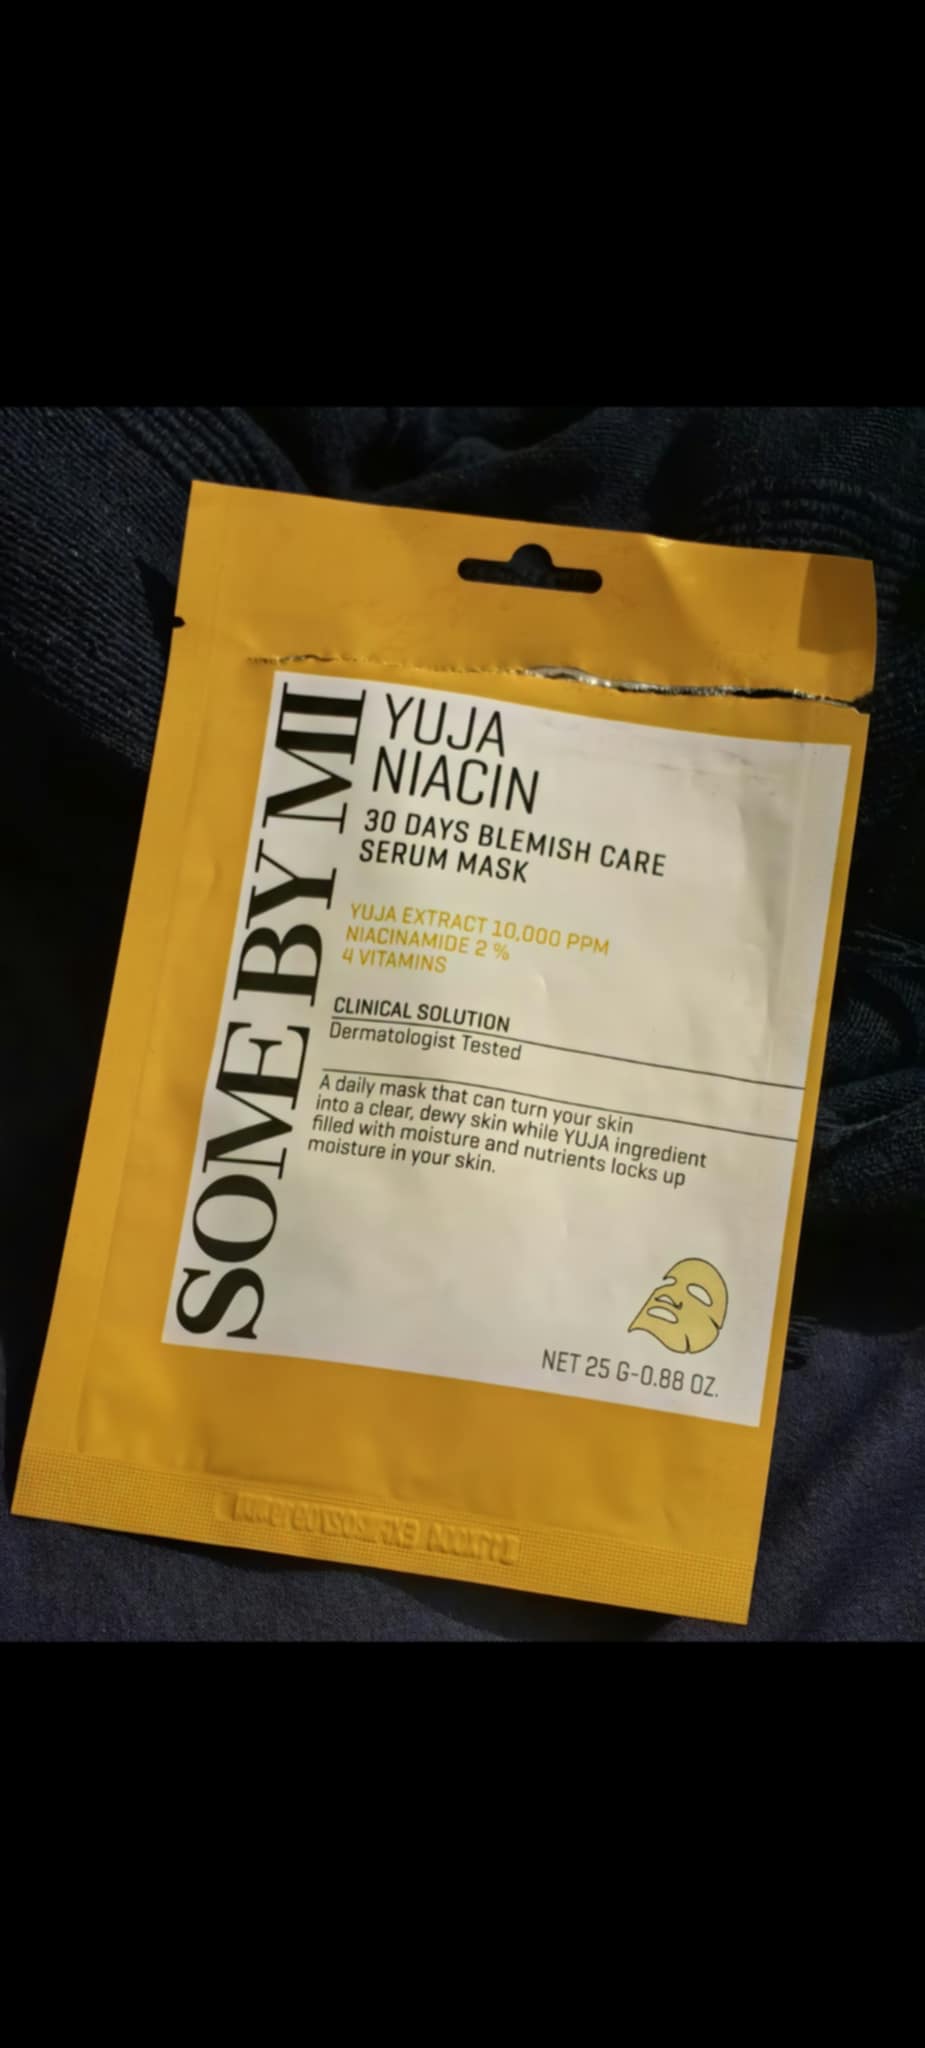 SOME BY MI
YUJA
NIACIN
30 DAYS BLEMISH CARE
SERUM MASK
YUJA EXTRACT 10,000 PPM
NIACINAMIDE 2 %
4 VITAMINS
CLINICAL SOLUTION
Dermatologist Tested
A daily mask that can turn your skin
into a clear, dewy skin while YUJA ingredient
filled with moisture and nutrients locks up
moisture in your skin.
NET 25 G-0.88 OZ.